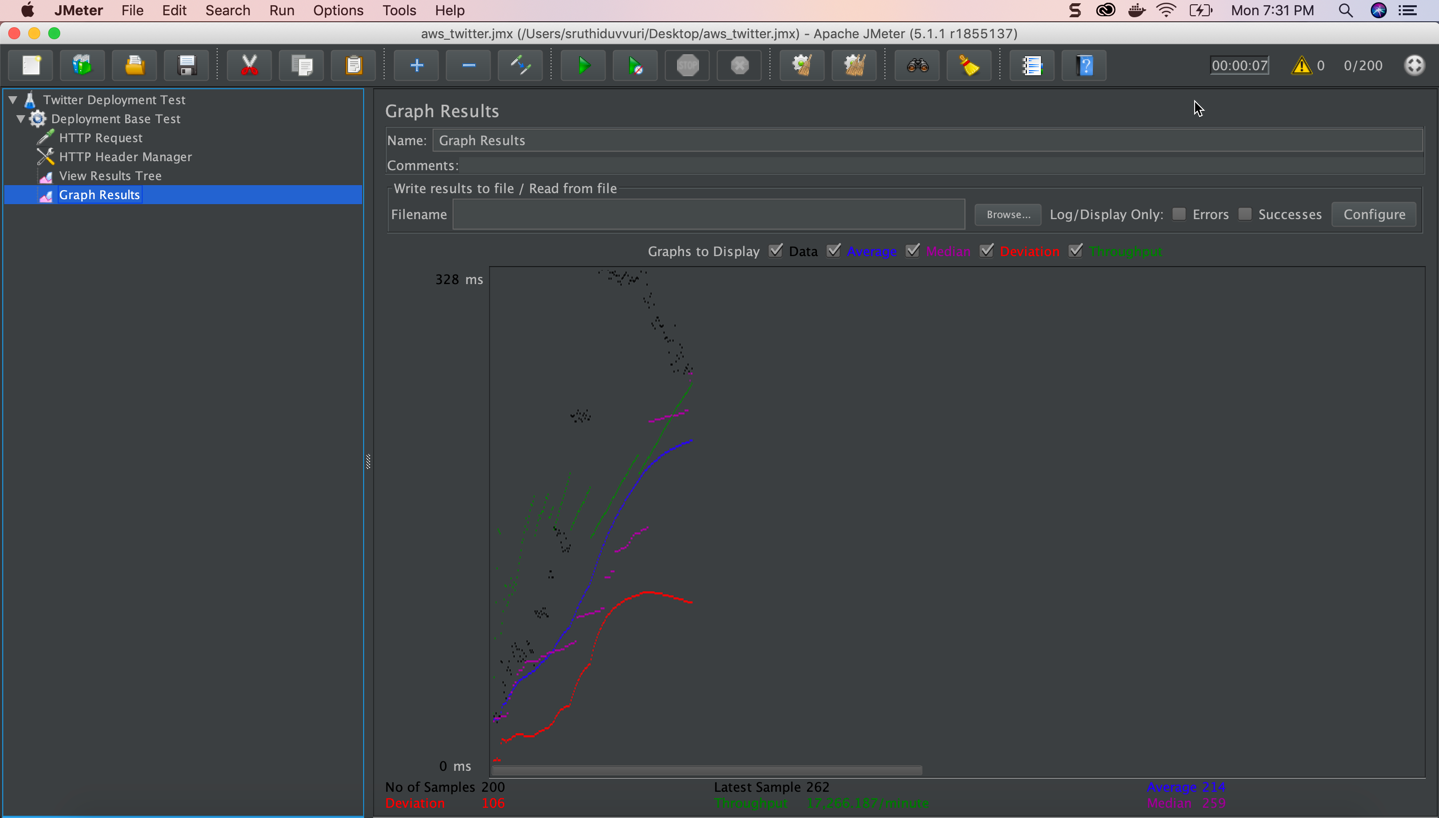 JMeter File Edit Search Run Options Tools Help Mon 7:31 PM
aws_twitter.jmx (/Users/sruthiduvvuri/Desktop/aws_twitter.jmx) - Apache JMeter (5.1.1 r1855137)
00:00:07 0 0/200
Twitter Deployment Test
Deployment Base Test
HTTP Request
HTTP Header Manager
View Results Tree
Graph Results
Graph Results
Name: Graph Results
Comments:
Write results to file / Read from file
Filename Browse... Log/Display Only: Errors Successes Configure
Graphs to Display Data Average Median Deviation Throughput
328 ms
0 ms
No of Samples 200 Latest Sample 262 Average 214
Deviation 106 Throughput 17,266.187/minute Median